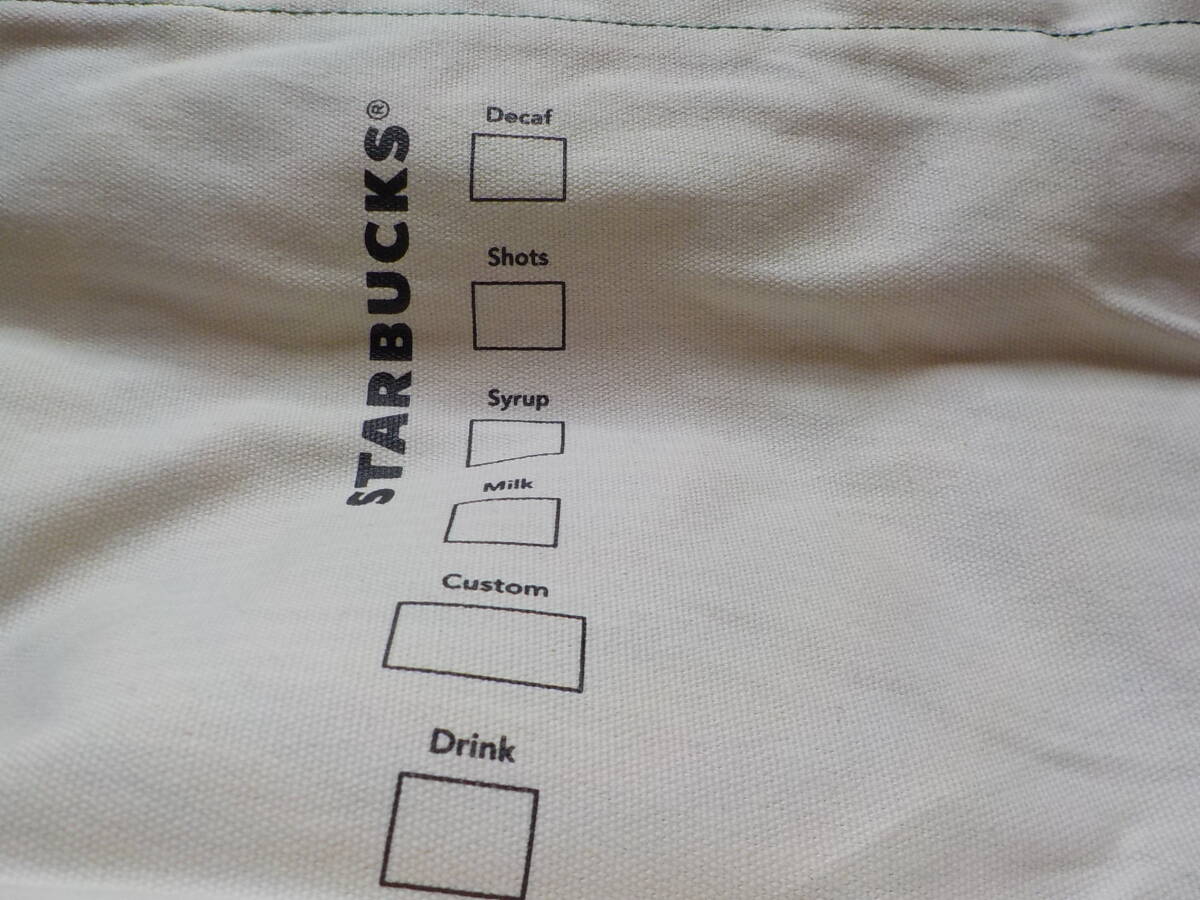 STARBUCKS®
Decaf
Shots
Syrup
Milk
Custom
Drink